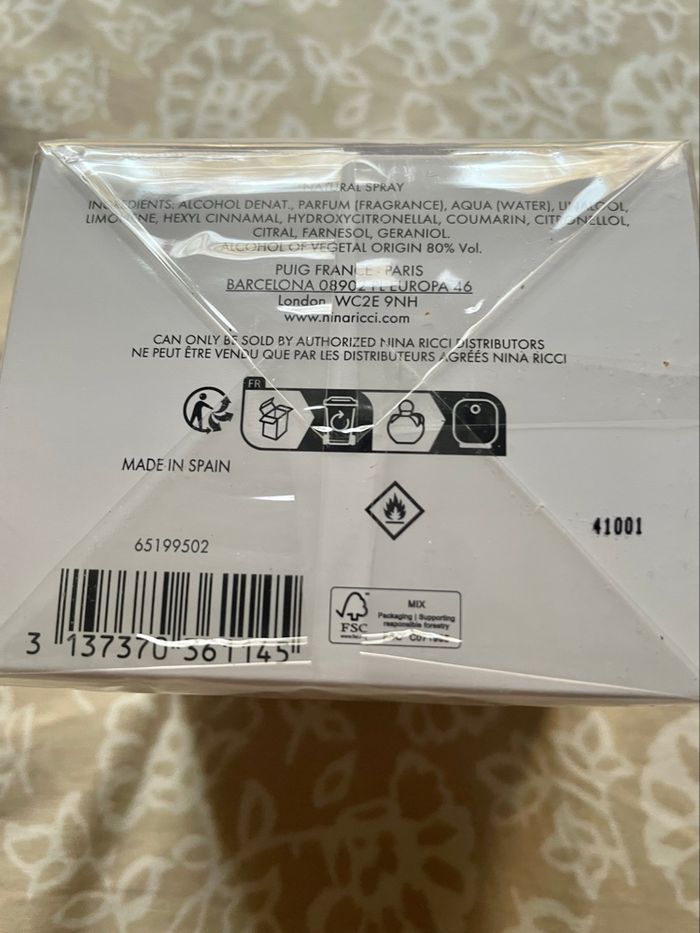 NATURAL SPRAY
INGREDIENTS: ALCOHOL DENAT., PARFUM (FRAGRANCE), AQUA (WATER), LINALOOL,
LIMONENE, HEXYL CINNAMAL, HYDROXYCITRONELLAL, COUMARIN, CITRONELLOL,
CITRAL, FARNESOL, GERANIOL.
ALCOHOL OF VEGETAL ORIGIN 80% Vol.
PUIG FRANCE - PARIS
BARCELONA 08902 PL EUROPA 46
London WC2E 9NH
www.ninaricci.com
CAN ONLY BE SOLD BY AUTHORIZED NINA RICCI DISTRIBUTORS
NE PEUT ÊTRE VENDU QUE PAR LES DISTRIBUTEURS AGRÉÉS NINA RICCI
FR
MADE IN SPAIN
41001
65199502
3 137370 361145
FSC
MIX
Packaging | Supporting
responsible forestry